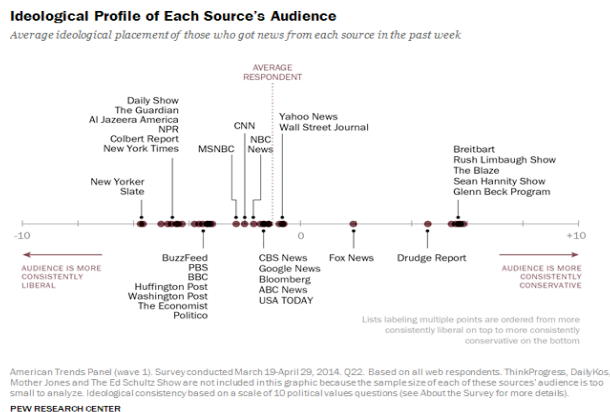 Ideological Profile of Each Source's Audience
Average ideological placement of those who got news from each source in the past week
AVERAGE
RESPONDENT
Daily Show
The Guardian
Al Jazeera America
NPR
Colbert Report
New York Times
New Yorker
Slate
MSNBC
CNN
NBC
News
Yahoo News
Wall Street Journal
Breitbart
Rush Limbaugh Show
The Blaze
Sean Hannity Show
Glenn Beck Program
-10
0
+10
AUDIENCE IS MORE
CONSISTENTLY
LIBERAL
BuzzFeed
PBS
BBC
Huffington Post
Washington Post
The Economist
Politico
CBS News
Google News
Bloomberg
ABC News
USA TODAY
Fox News
Drudge Report
AUDIENCE IS MORE
CONSISTENTLY
CONSERVATIVE
Lists labeling multiple points are ordered from more
consistently liberal on top to more consistently
conservative on the bottom
American Trends Panel (wave 1). Survey conducted March 19-April 29, 2014. Q22. Based on all web respondents. ThinkProgress, DailyKos,
Mother Jones and The Ed Schultz Show are not included in this graphic because the sample size of each of these sources' audience is too
small to analyze. Ideological consistency based on a scale of 10 political values questions (see About the Survey for more details).
PEW RESEARCH CENTER